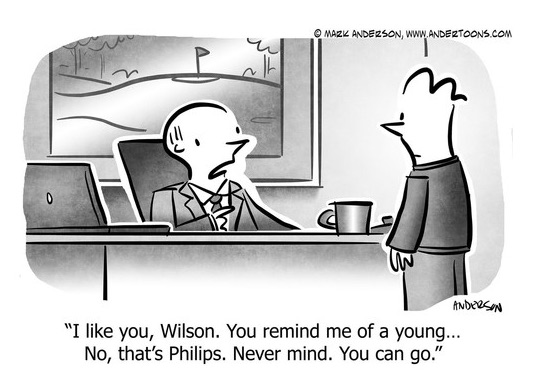 © MARK ANDERSON, WWW.ANDERTOONS.COM
ANDERSON
“I like you, Wilson. You remind me of a young…
No, that’s Philips. Never mind. You can go.”